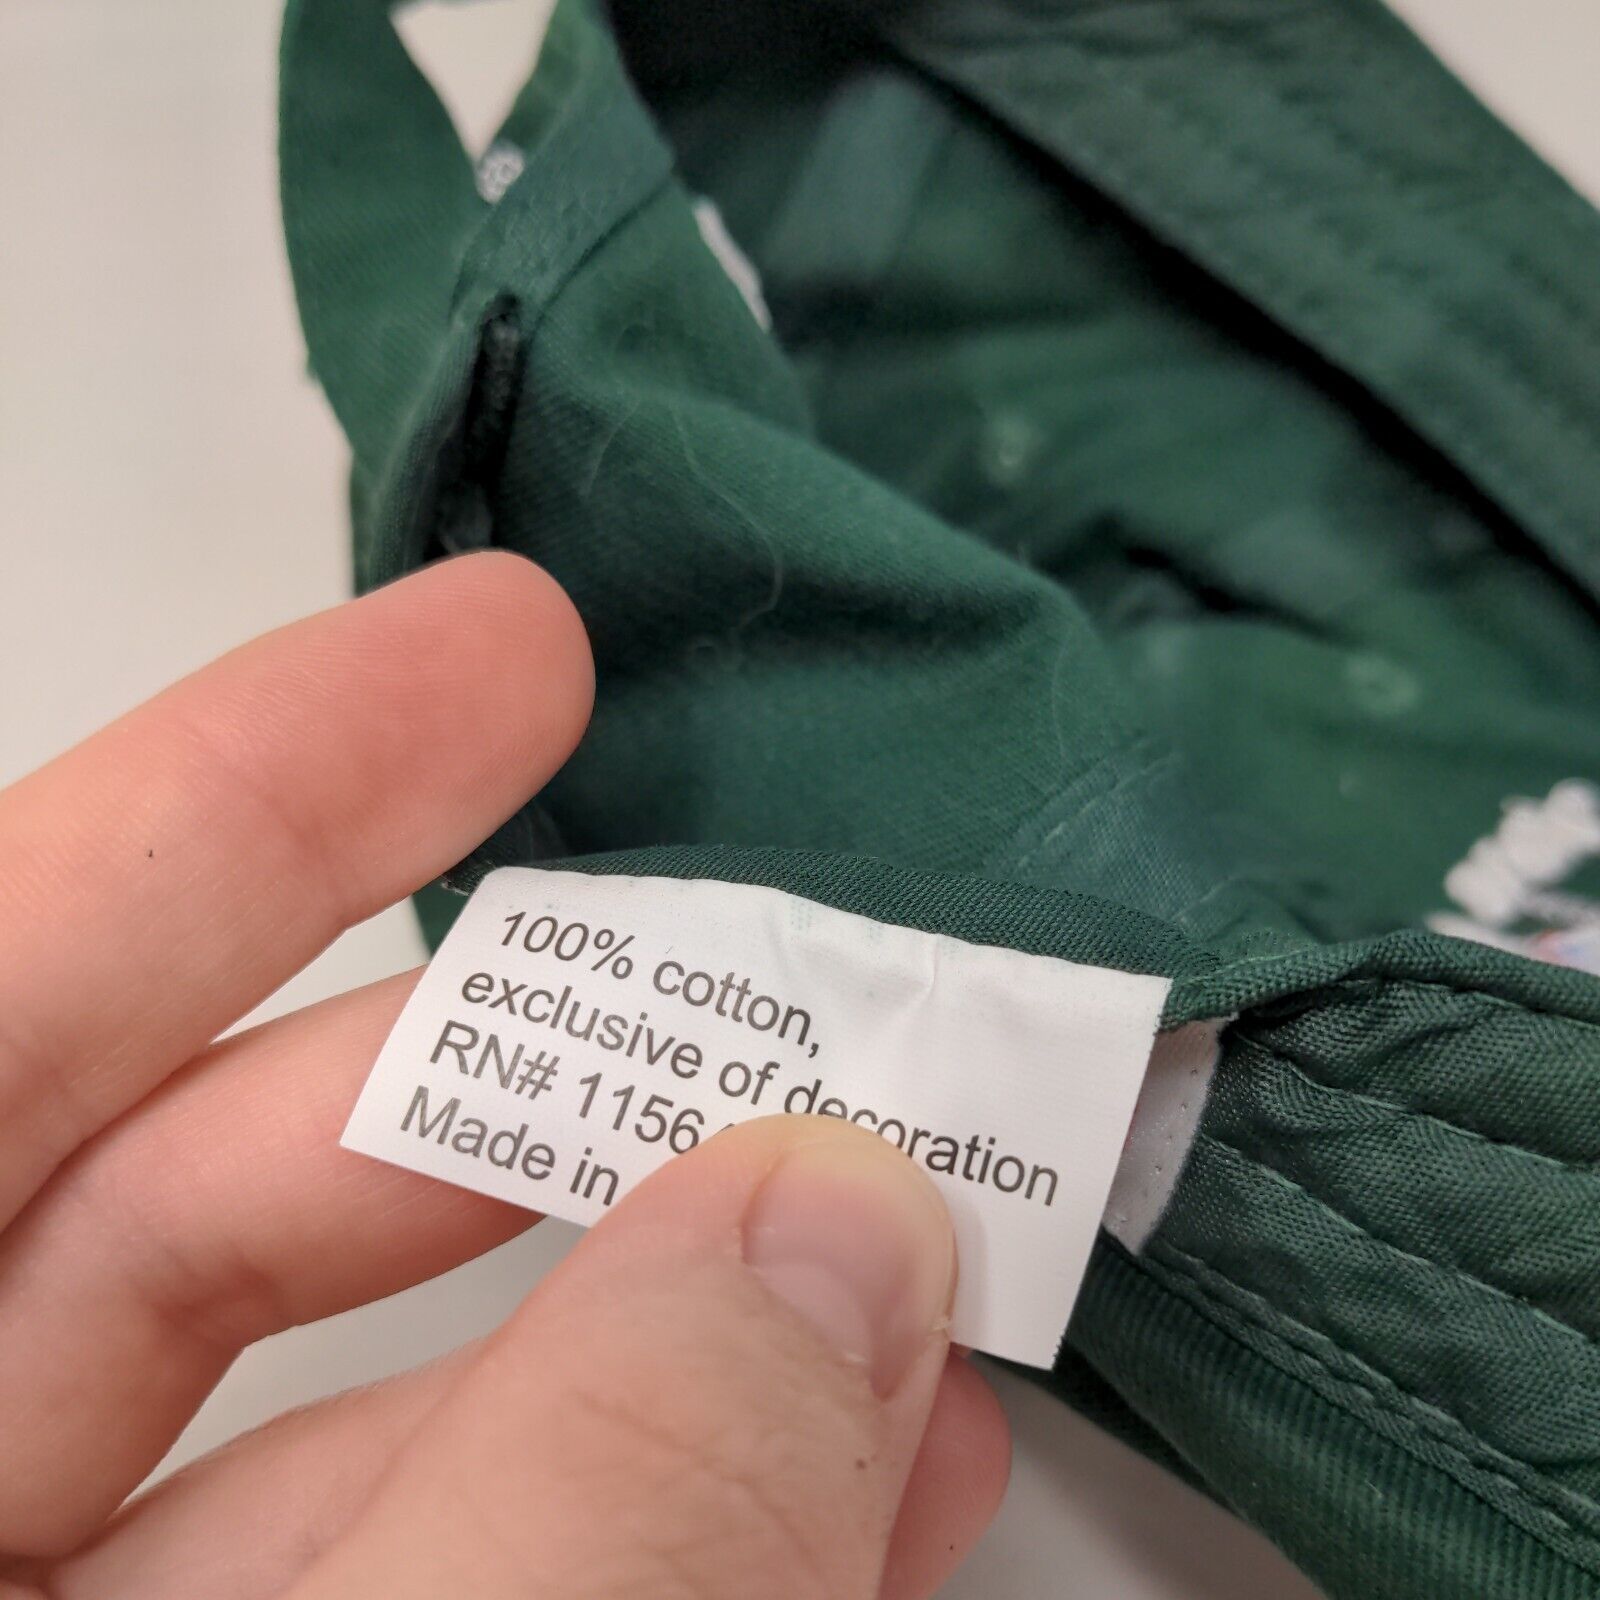 100% cotton,
exclusive of decoration
RN# 1156
Made in